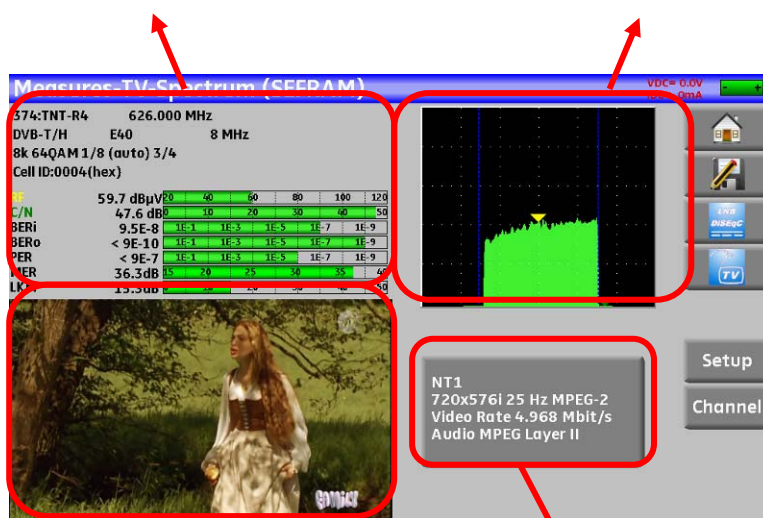 Measures-TV-Spectrum (SEFRAM)
VDC= 0.0V
- +
374:TNT-R4 626.000 MHz
DVB-T/H E40 8 MHz
8k 64QAM 1/8 (auto) 3/4
Cell ID:0004(hex)
RF 59.7 dBµV 20 40 60 80 100 120
C/N 47.6 dB 0 10 20 30 40 50
BERi 9.5E-8 1E-1 1E-3 1E-5 1E-7 1E-9
BERo < 9E-10 1E-1 1E-3 1E-5 1E-7 1E-9
PER < 9E-7 1E-1 1E-3 1E-5 1E-7 1E-9
MER 36.3dB 15 20 25 30 35 40
15.3dB
LNB
DiSEqC
TV
Setup
Channel
NT1
720x576i 25 Hz MPEG-2
Video Rate 4.968 Mbit/s
Audio MPEG Layer II